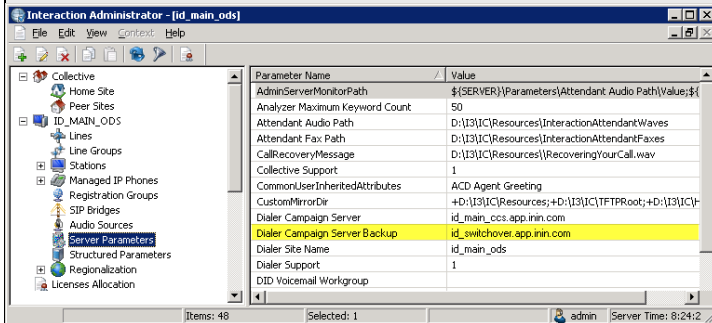 Interaction Administrator - [id_main_ods]
File Edit View Context Help
Collective
Home Site
Peer Sites
ID_MAIN_ODS
Lines
Line Groups
Stations
Managed IP Phones
Registration Groups
SIP Bridges
Audio Sources
Server Parameters
Structured Parameters
Regionalization
Licenses Allocation
Parameter Name Value
AdminServerMonitorPath ${SERVER}\Parameters\Attendant Audio Path\Value;${
Analyzer Maximum Keyword Count 50
Attendant Audio Path D:\I3\IC\Resources\InteractionAttendantWaves
Attendant Fax Path D:\I3\IC\Resources\InteractionAttendantFaxes
CallRecoveryMessage D:\I3\IC\Resources\\RecoveringYourCall.wav
Collective Support 1
CommonUserInheritedAttributes ACD Agent Greeting
CustomMirrorDir +D:\I3\IC\Resources;+D:\I3\IC\TFTPRoot;+D:\I3\IC\H
Dialer Campaign Server id_main_ccs.app.inin.com
Dialer Campaign Server Backup id_switchover.app.inin.com
Dialer Site Name id_main_ods
Dialer Support 1
DID Voicemail Workgroup
Items: 48 Selected: 1 admin Server Time: 8:24:2